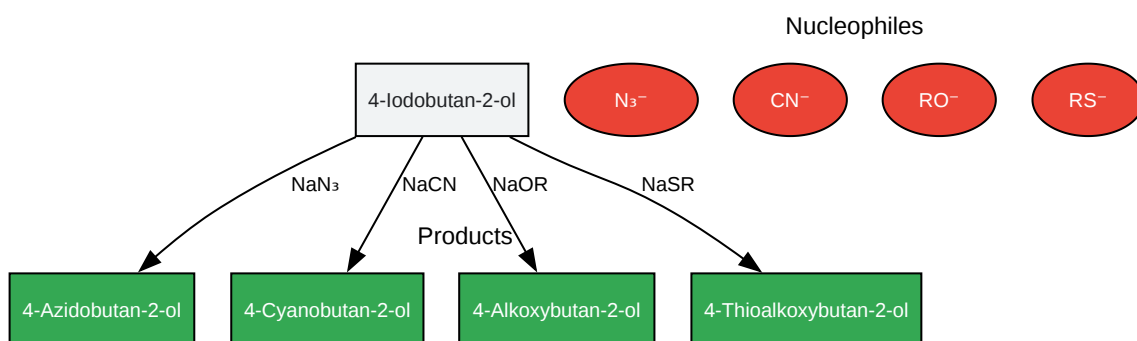 Nucleophiles
4-Iodobutan-2-ol
N₃⁻
CN⁻
RO⁻
RS⁻
NaN₃
NaCN
NaOR
NaSR
Products
4-Azidobutan-2-ol
4-Cyanobutan-2-ol
4-Alkoxybutan-2-ol
4-Thioalkoxybutan-2-ol